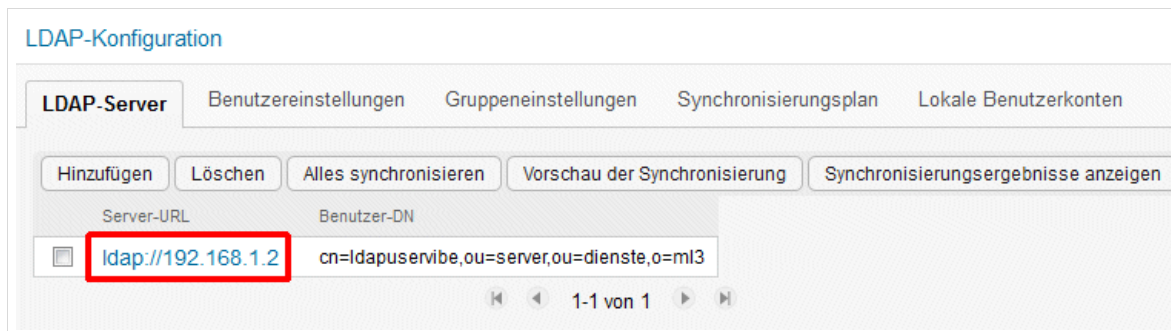 LDAP-Konfiguration
LDAP-Server Benutzereinstellungen Gruppeneinstellungen Synchronisierungsplan Lokale Benutzerkonten
Hinzufügen Löschen Alles synchronisieren Vorschau der Synchronisierung Synchronisierungsergebnisse anzeigen
Server-URL Benutzer-DN
ldap://192.168.1.2 cn=ldapuservibe,ou=server,ou=dienste,o=ml3
1-1 von 1